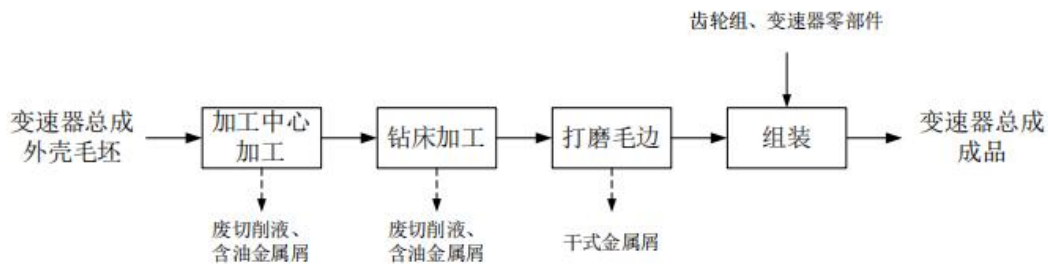 齿轮组、变速器零部件
变速器总成
外壳毛坯
加工中心
加工
钻床加工
打磨毛边
组装
变速器总成
成品
废切削液、
含油金属屑
废切削液、
含油金属屑
干式金属屑